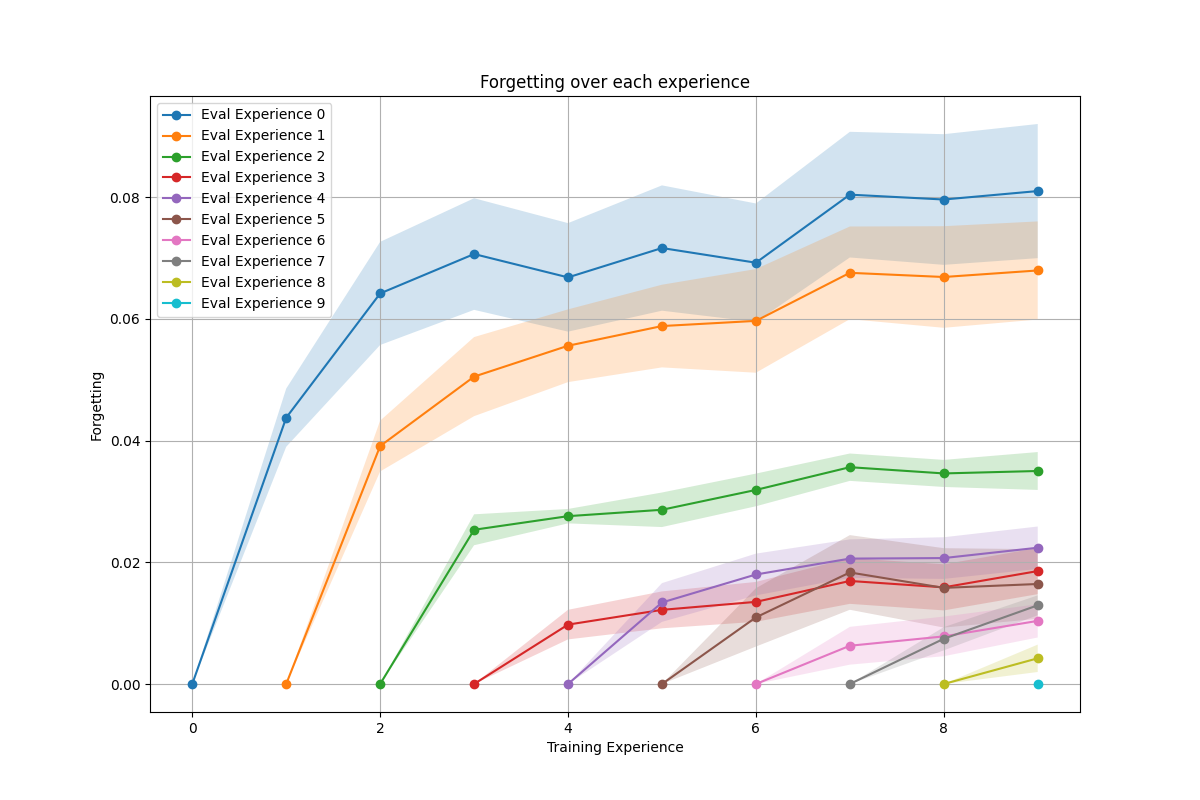 Forgetting over each experience
Eval Experience 0
Eval Experience 1
Eval Experience 2
Eval Experience 3
Eval Experience 4
Eval Experience 5
Eval Experience 6
Eval Experience 7
Eval Experience 8
Eval Experience 9
0.08
0.06
0.04
0.02
0.00
Forgetting
0 2 4 6 8
Training Experience